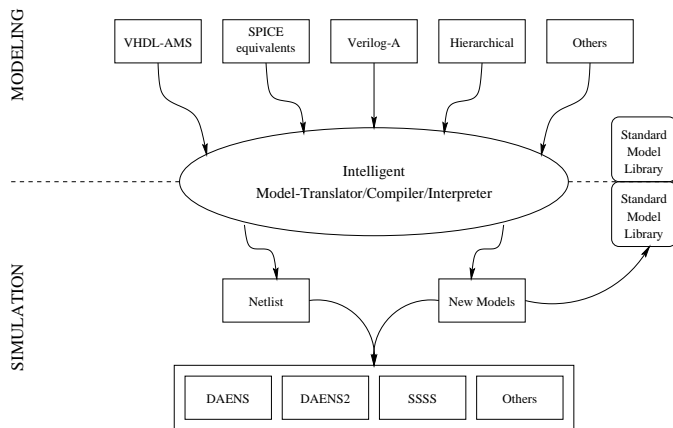 MODELING
VHDL-AMS
SPICE
equivalents
Verilog-A
Hierarchical
Others
Intelligent
Model-Translator/Compiler/Interpreter
Standard
Model
Library
Standard
Model
Library
SIMULATION
Netlist
New Models
DAENS
DAENS2
SSSS
Others